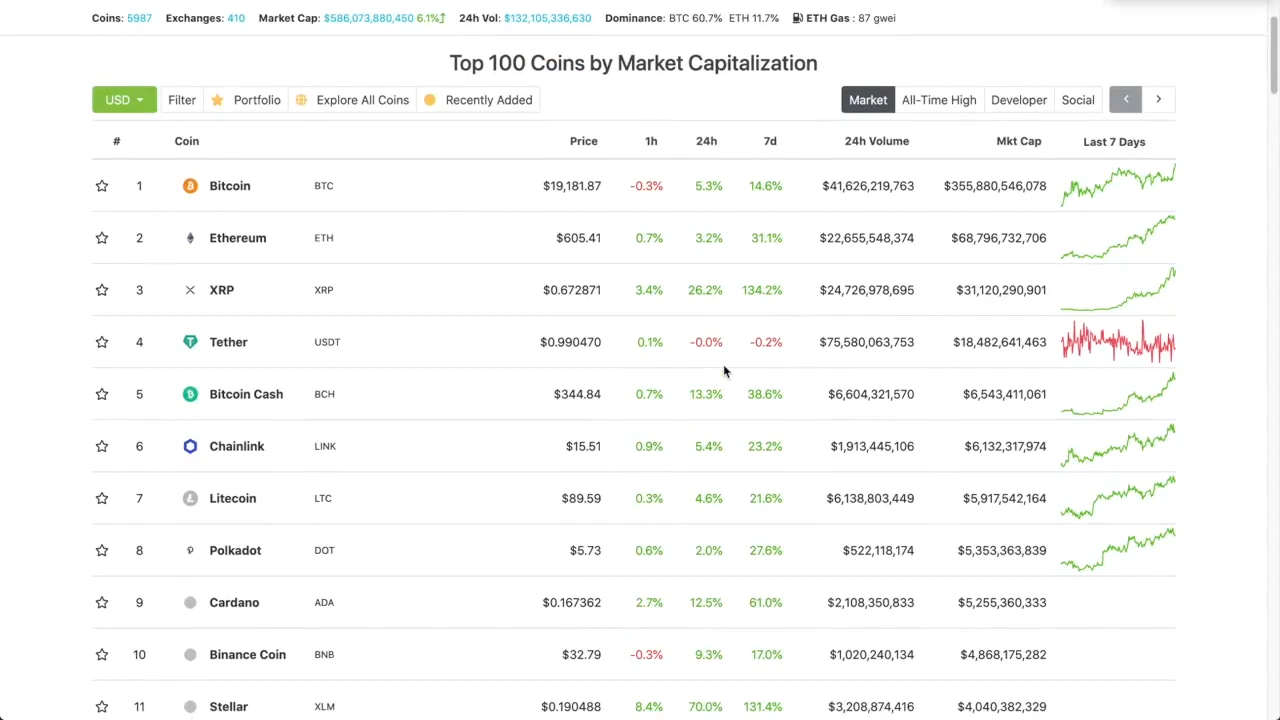 Coins: 5987 Exchanges: 410 Market Cap: $586,073,880,450 6.1% 24h Vol: $132,105,336,630 Dominance: BTC 60.7% ETH 11.7% ETH Gas : 87 gwei
Top 100 Coins by Market Capitalization
USD Filter Portfolio Explore All Coins Recently Added Market All-Time High Developer Social
# Coin Price 1h 24h 7d 24h Volume Mkt Cap Last 7 Days
1 Bitcoin BTC $19,181.87 -0.3% 5.3% 14.6% $41,626,219,763 $355,880,546,078
2 Ethereum ETH $605.41 0.7% 3.2% 31.1% $22,655,548,374 $68,796,732,706
3 XRP XRP $0.672871 3.4% 26.2% 134.2% $24,726,978,695 $31,120,290,901
4 Tether USDT $0.990470 0.1% -0.0% -0.2% $75,580,063,753 $18,482,641,463
5 Bitcoin Cash BCH $344.84 0.7% 13.3% 38.6% $6,604,321,570 $6,543,411,061
6 Chainlink LINK $15.51 0.9% 5.4% 23.2% $1,913,445,106 $6,132,317,974
7 Litecoin LTC $89.59 0.3% 4.6% 21.6% $6,138,803,449 $5,917,542,164
8 Polkadot DOT $5.73 0.6% 2.0% 27.6% $522,118,174 $5,353,363,839
9 Cardano ADA $0.167362 2.7% 12.5% 61.0% $2,108,350,833 $5,255,360,333
10 Binance Coin BNB $32.79 -0.3% 9.3% 17.0% $1,020,240,134 $4,868,175,282
11 Stellar XLM $0.190488 8.4% 70.0% 131.4% $3,208,874,416 $4,040,382,329